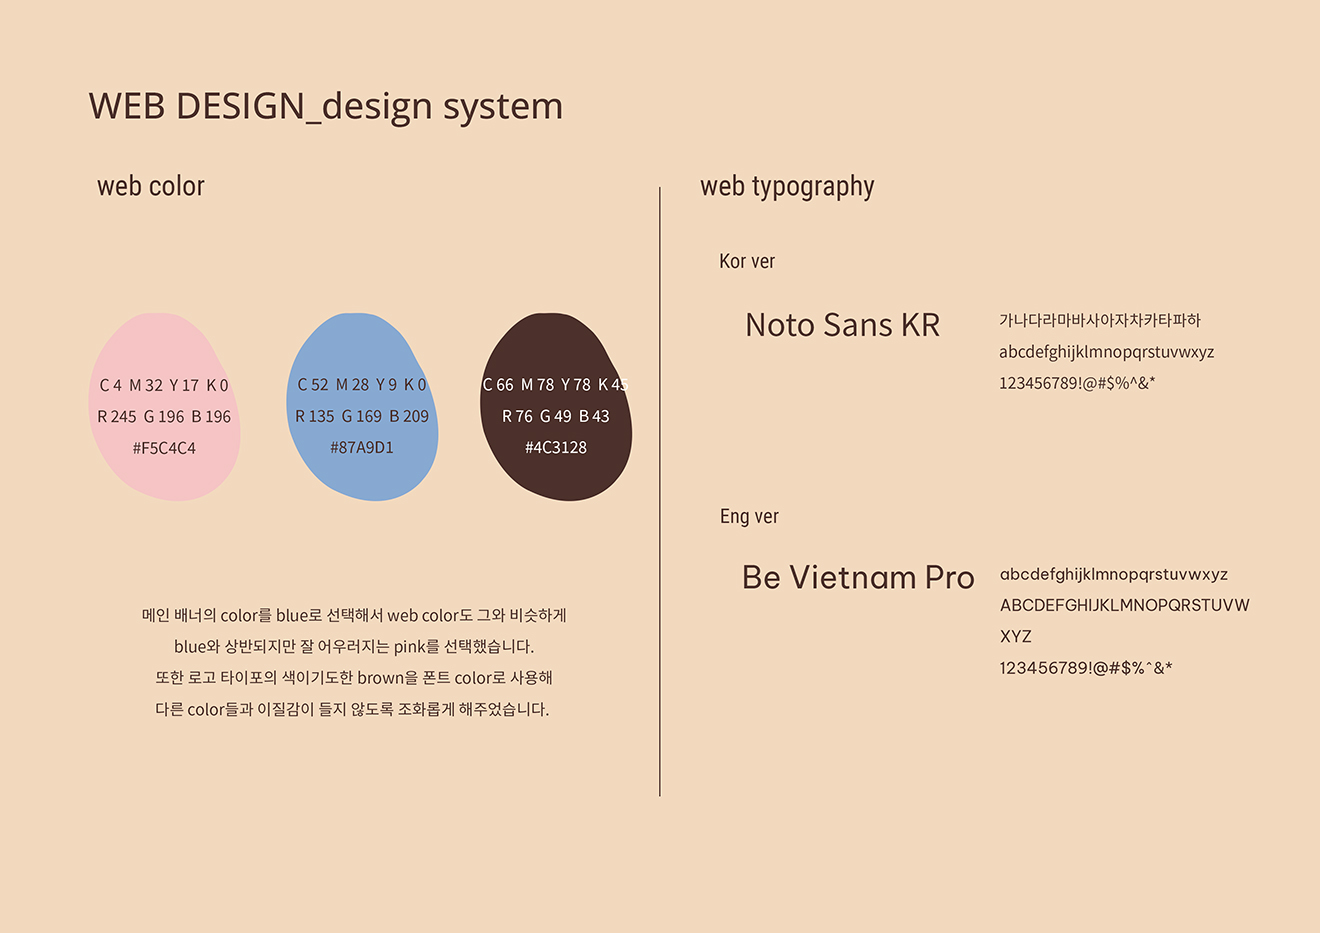 WEB DESIGN_design system
web color
C 4 M 32 Y 17 K 0
R 245 G 196 B 196
#F5C4C4
C 52 M 28 Y 9 K 0
R 135 G 169 B 209
#87A9D1
C 66 M 78 Y 78 K 45
R 76 G 49 B 43
#4C3128
메인 배너의 color를 blue로 선택해서 web color도 그와 비슷하게
blue와 상반되지만 잘 어우러지는 pink를 선택했습니다.
또한 로고 타이포의 색이기도한 brown을 폰트 color로 사용해
다른 color들과 이질감이 들지 않도록 조화롭게 해주었습니다.
web typography
Kor ver
Noto Sans KR
가나다라마바사아자차카타파하
abcdefghijklmnopqrstuvwxyz
123456789!@#$%^&*
Eng ver
Be Vietnam Pro
abcdefghijklmnopqrstuvwxyz
ABCDEFGHIJKLMNOPQRSTUVW
XYZ
123456789!@#$%^&*